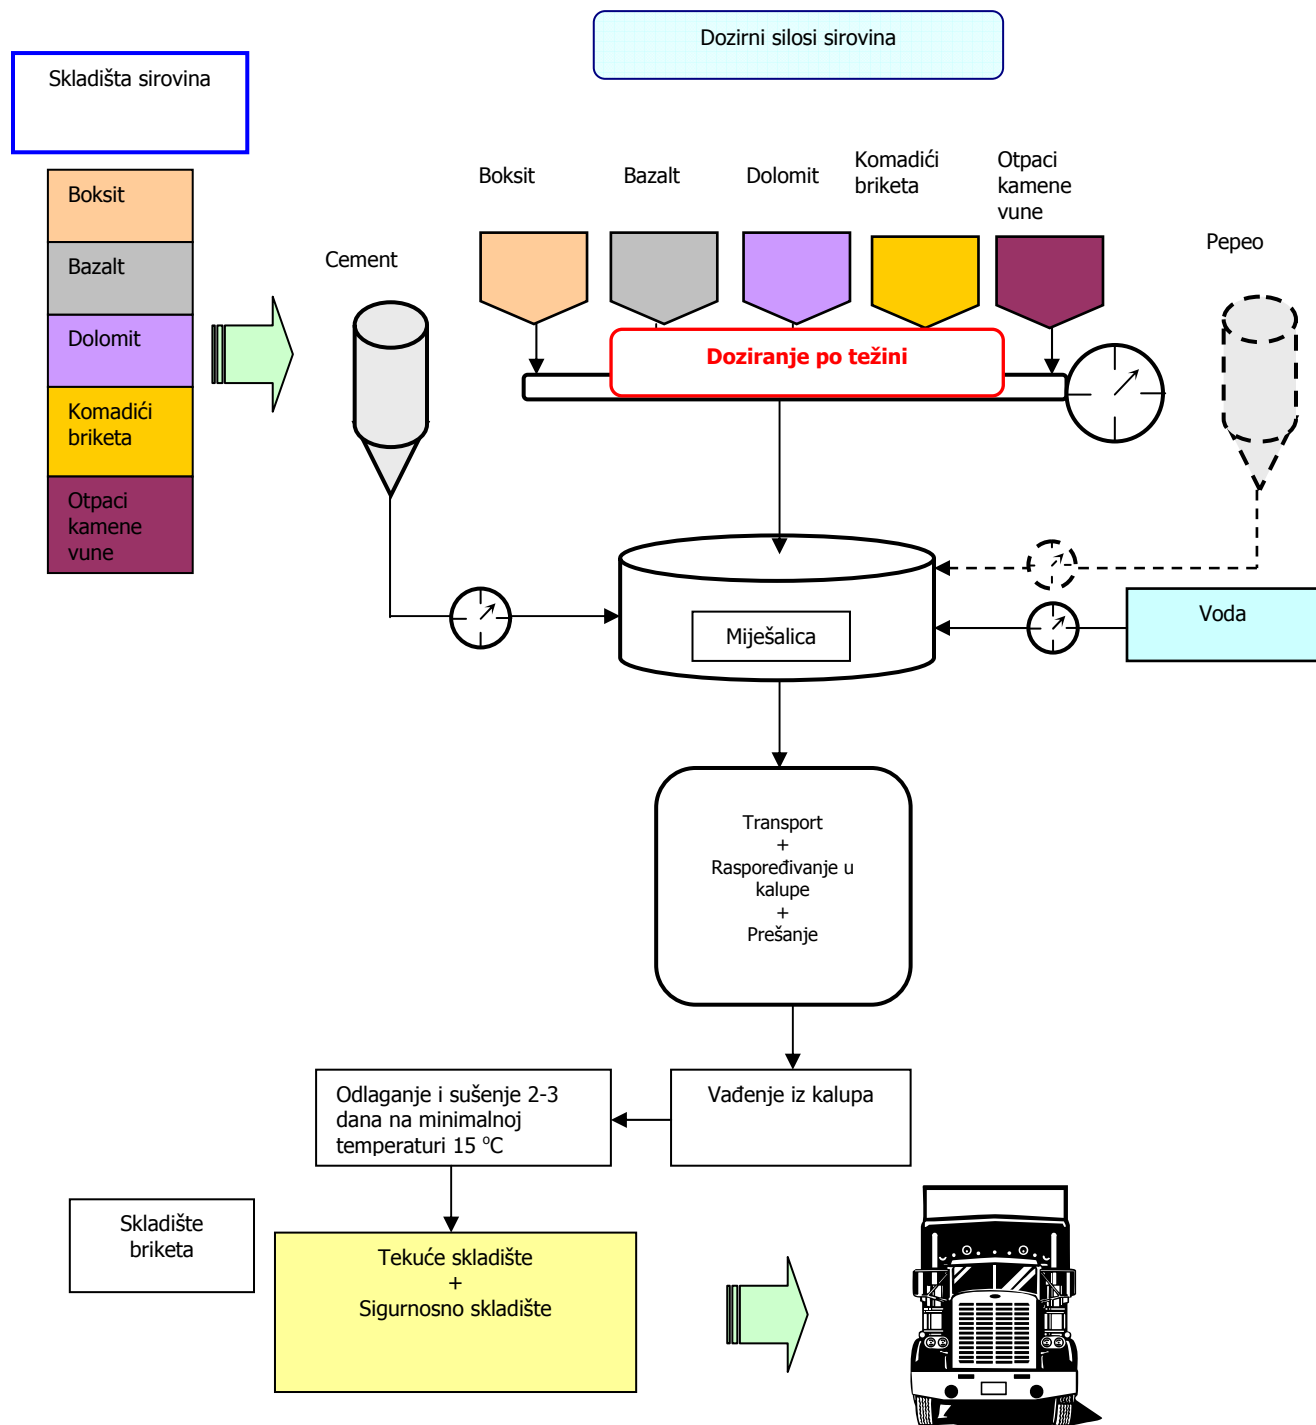 Dozirni silosi sirovina
Skladišta sirovina
Boksit
Bazalt
Dolomit
Komadići
briketa
Otpaci
kamene
vune
Boksit
Bazalt
Dolomit
Komadići
briketa
Otpaci
kamene
vune
Cement
Pepeo
Doziranje po težini
Miješalica
Voda
Transport
+
Raspoređivanje u
kalupe
+
Prešanje
Vađenje iz kalupa
Odlaganje i sušenje 2-3
dana na minimalnoj
temperaturi 15 °C
Skladište
briketa
Tekuće skladište
+
Sigurnosno skladište